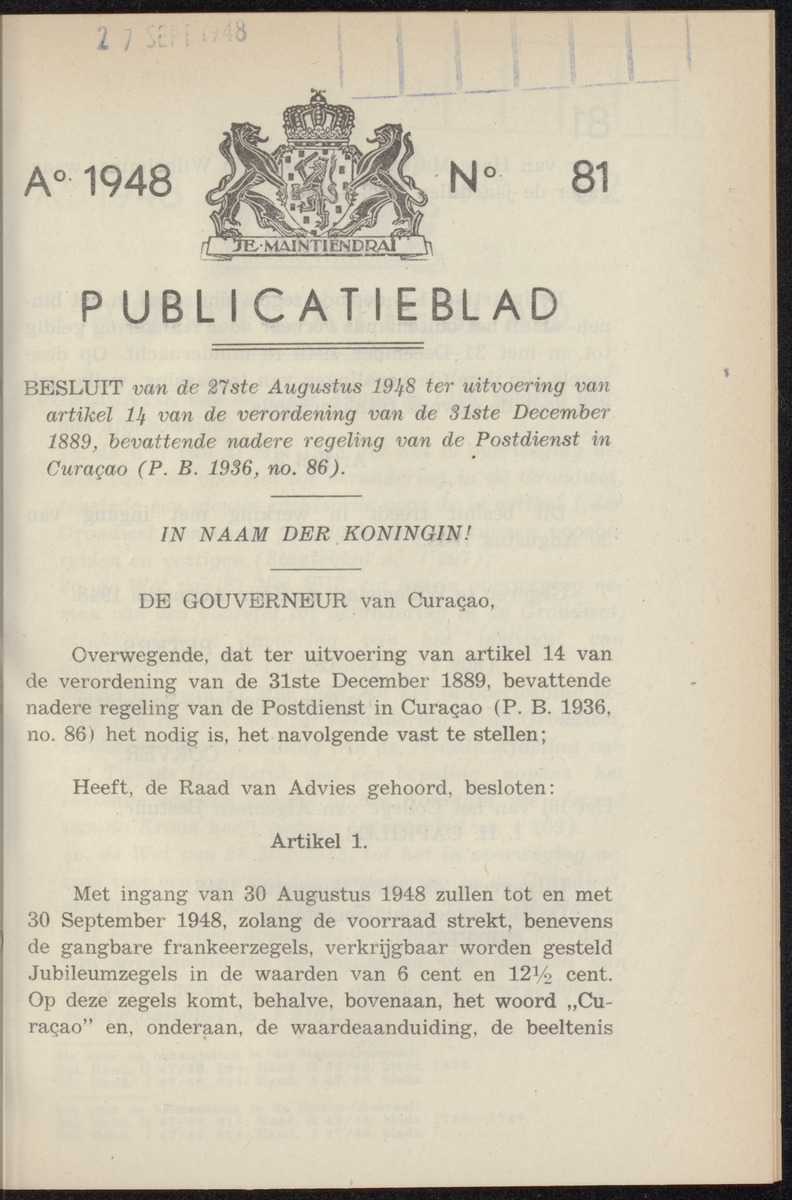 27 SEPT 1948
Aº. 1948
Nº. 81
JE·MAINTIENDRAI
PUBLICATIEBLAD
BESLUIT van de 27ste Augustus 1948 ter uitvoering van
artikel 14 van de verordening van de 31ste December
1889, bevattende nadere regeling van de Postdienst in
Curaçao (P. B. 1936, no. 86).
IN NAAM DER KONINGIN!
DE GOUVERNEUR van Curaçao,
Overwegende, dat ter uitvoering van artikel 14 van
de verordening van de 31ste December 1889, bevattende
nadere regeling van de Postdienst in Curaçao (P. B. 1936,
no. 86) het nodig is, het navolgende vast te stellen;
Heeft, de Raad van Advies gehoord, besloten:
Artikel 1.
Met ingang van 30 Augustus 1948 zullen tot en met
30 September 1948, zolang de voorraad strekt, benevens
de gangbare frankeerzegels, verkrijgbaar worden gesteld
Jubileumzegels in de waarden van 6 cent en 12½ cent.
Op deze zegels komt, behalve, bovenaan, het woord „Cu-
raçao” en, onderaan, de waardeaanduiding, de beeltenis